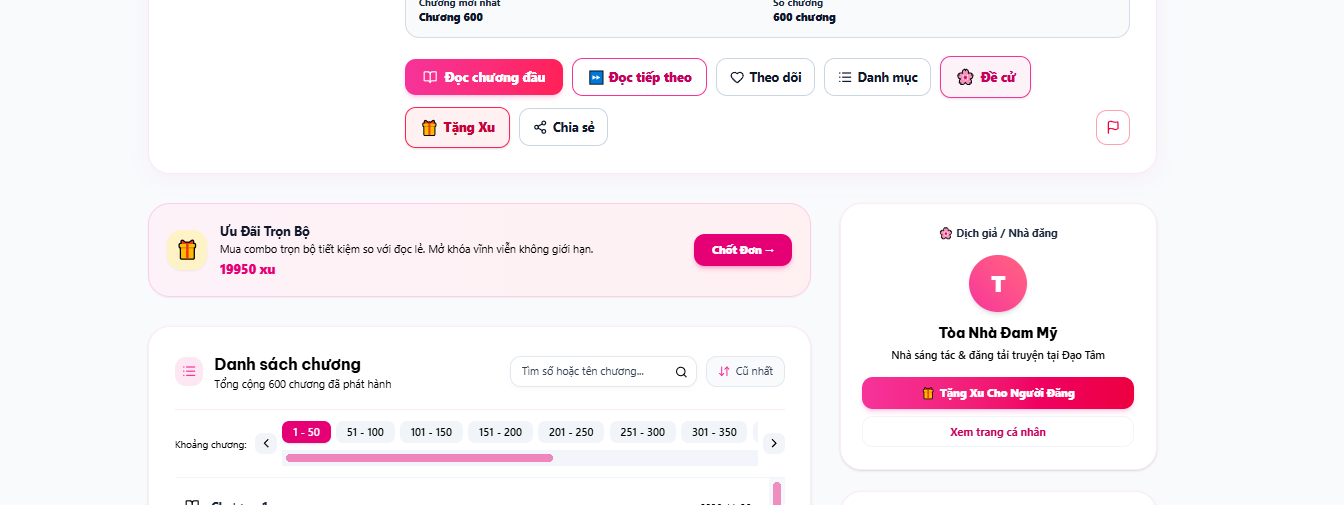 Chương mới nhất
Số chương
Chương 600
600 chương
Đọc chương đầu
Đọc tiếp theo
Theo dõi
Danh mục
Đề cử
Tặng Xu
Chia sẻ
Ưu Đãi Trọn Bộ
Mua combo trọn bộ tiết kiệm so với đọc lẻ. Mở khóa vĩnh viễn không giới hạn.
19950 xu
Chốt Đơn →
Dịch giả / Nhà đăng
T
Tòa Nhà Đam Mỹ
Nhà sáng tác & đăng tải truyện tại Đạo Tâm
Tặng Xu Cho Người Đăng
Xem trang cá nhân
Danh sách chương
Tổng cộng 600 chương đã phát hành
Tìm số hoặc tên chương...
Cũ nhất
Khoảng chương:
1 - 50
51 - 100
101 - 150
151 - 200
201 - 250
251 - 300
301 - 350